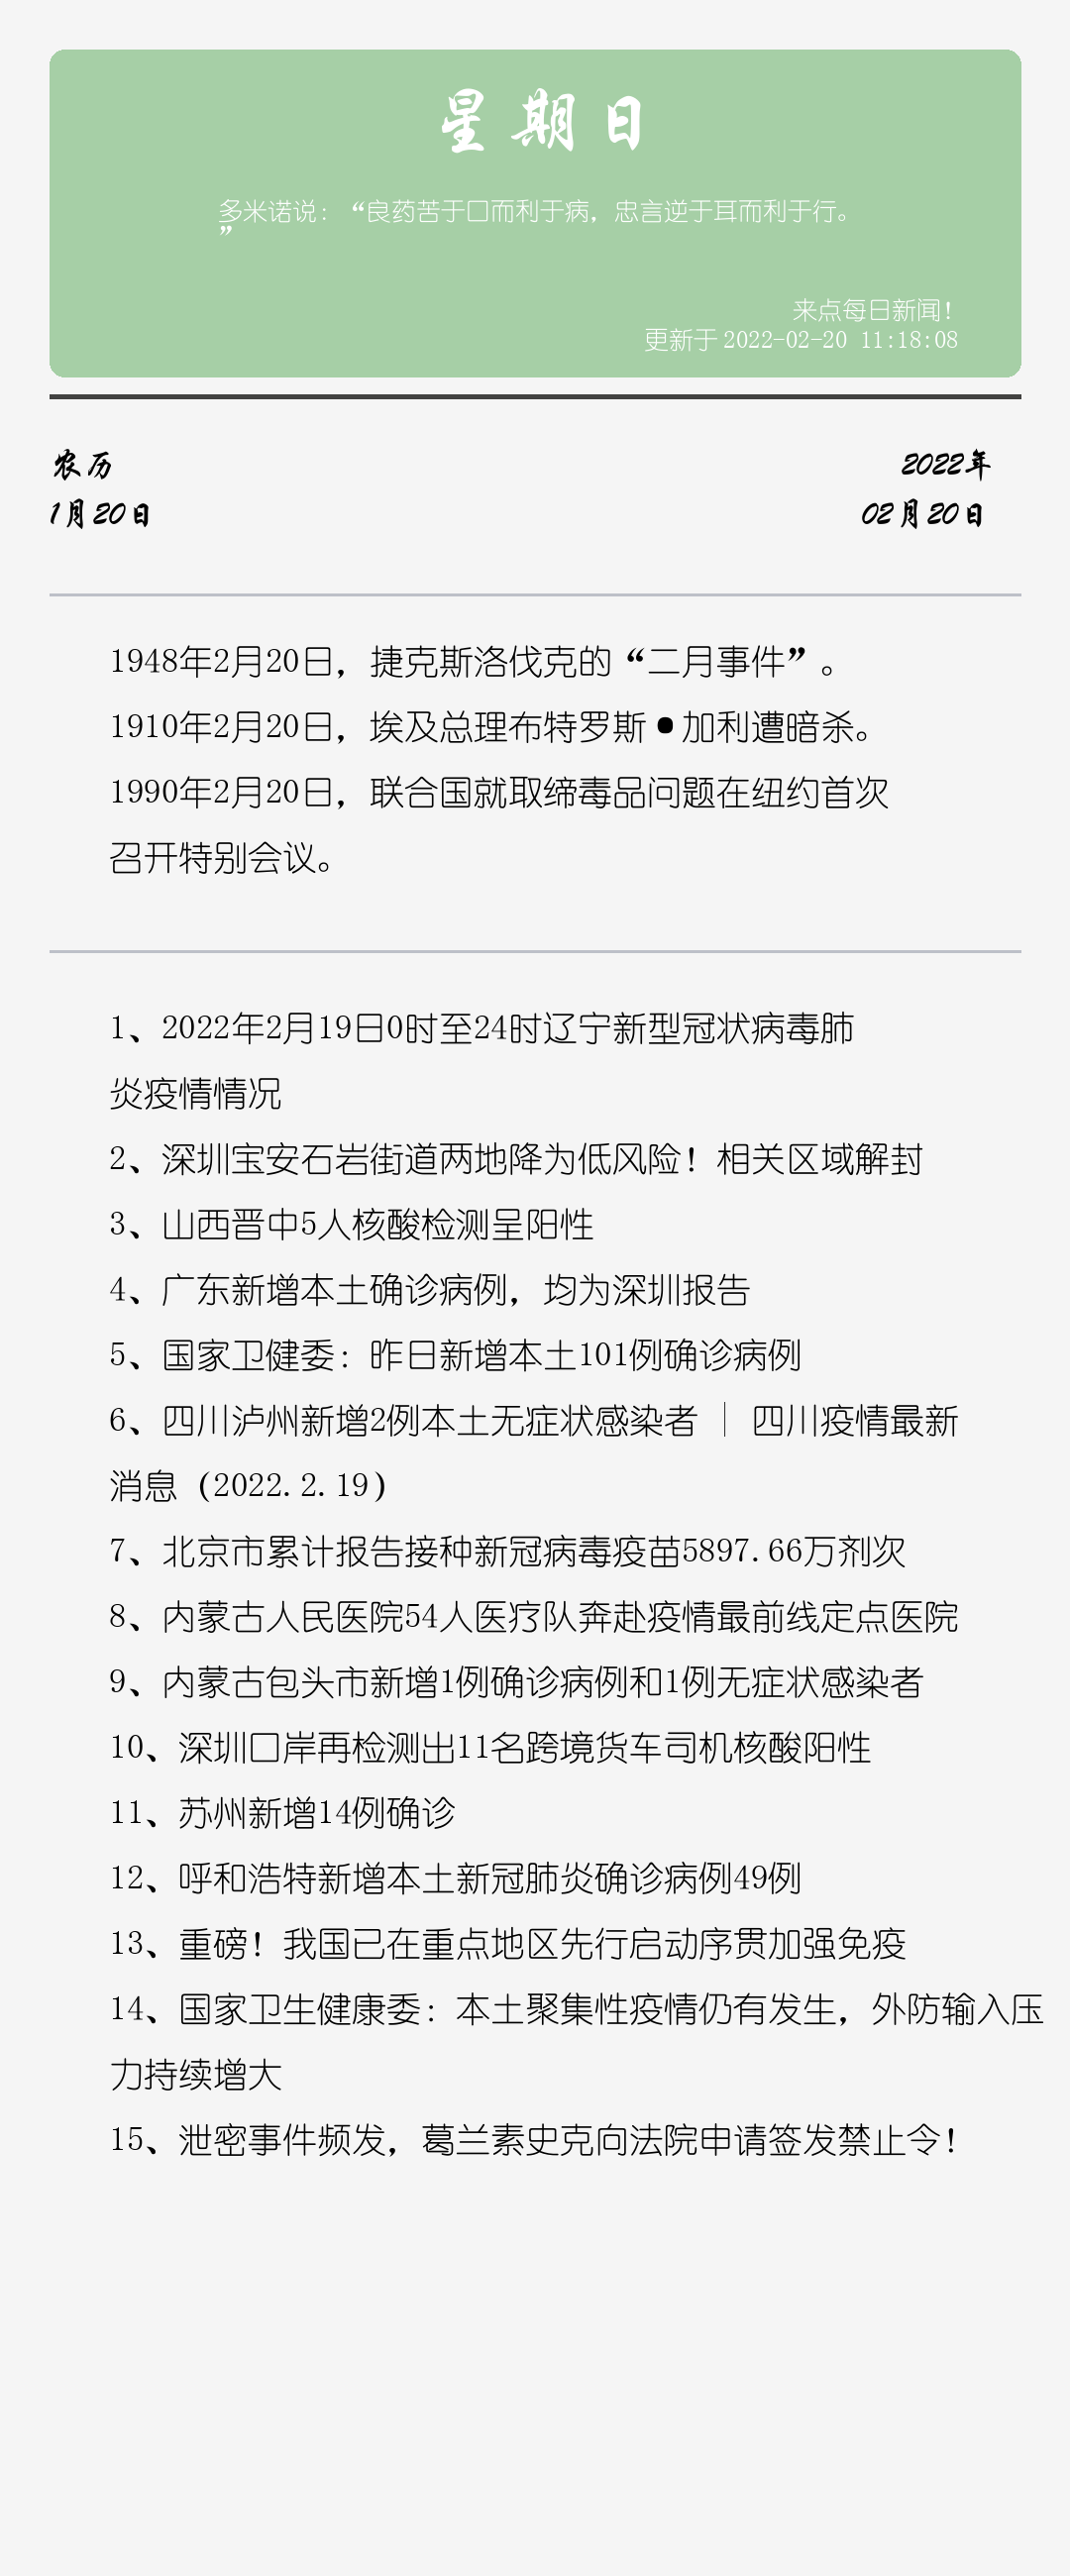 星期日
多米诺说：“良药苦于口而利于病，忠言逆于耳而利于行。
”
来点每日新闻！
更新于 2022-02-20 11:18:08
农历
2022年
1月20日
02月20日
1948年2月20日，捷克斯洛伐克的“二月事件”。
1910年2月20日，埃及总理布特罗斯•加利遭暗杀。
1990年2月20日，联合国就取缔毒品问题在纽约首次
召开特别会议。
1、2022年2月19日0时至24时辽宁新型冠状病毒肺
炎疫情情况
2、深圳宝安石岩街道两地降为低风险！相关区域解封
3、山西晋中5人核酸检测呈阳性
4、广东新增本土确诊病例，均为深圳报告
5、国家卫健委：昨日新增本土101例确诊病例
6、四川泸州新增2例本土无症状感染者 ｜ 四川疫情最新
消息（2022.2.19）
7、北京市累计报告接种新冠病毒疫苗5897.66万剂次
8、内蒙古人民医院54人医疗队奔赴疫情最前线定点医院
9、内蒙古包头市新增1例确诊病例和1例无症状感染者
10、深圳口岸再检测出11名跨境货车司机核酸阳性
11、苏州新增14例确诊
12、呼和浩特新增本土新冠肺炎确诊病例49例
13、重磅！我国已在重点地区先行启动序贯加强免疫
14、国家卫生健康委：本土聚集性疫情仍有发生，外防输入压
力持续增大
15、泄密事件频发，葛兰素史克向法院申请签发禁止令！